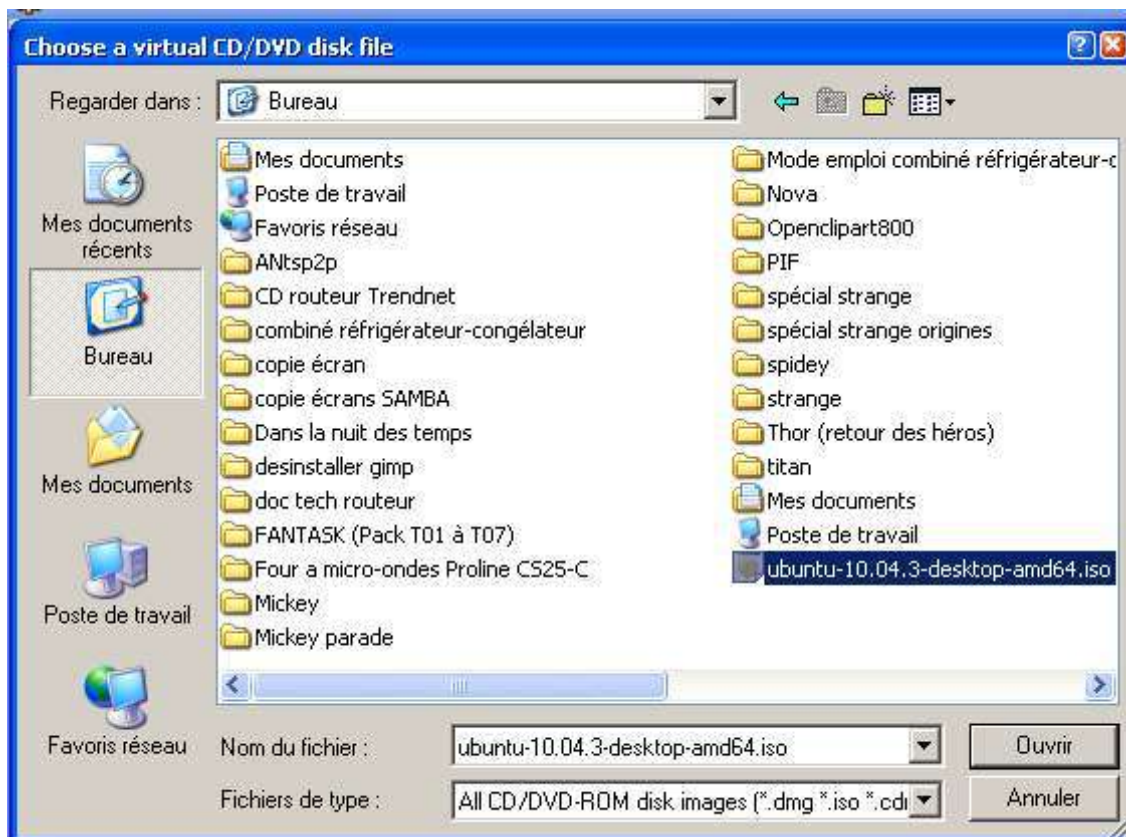 Choose a virtual CD/DVD disk file
Regarder dans :
Bureau
Mes documents
récents
Bureau
Mes documents
Poste de travail
Favoris réseau
Mes documents
Poste de travail
Favoris réseau
ANtsp2p
CD routeur Trendnet
combiné réfrigérateur-congélateur
copie écran
copie écrans SAMBA
Dans la nuit des temps
desinstaller gimp
doc tech routeur
FANTASK (Pack T01 à T07)
Four a micro-ondes Proline CS25-C
Mickey
Mickey parade
Mode emploi combiné réfrigérateur-c
Nova
Openclipart800
PIF
spécial strange
spécial strange origines
spidey
strange
Thor (retour des héros)
titan
Mes documents
Poste de travail
ubuntu-10.04.3-desktop-amd64.iso
Nom du fichier :
ubuntu-10.04.3-desktop-amd64.iso
Ouvrir
Fichiers de type :
All CD/DVD-ROM disk images (*.dmg *.iso *.cdr
Annuler